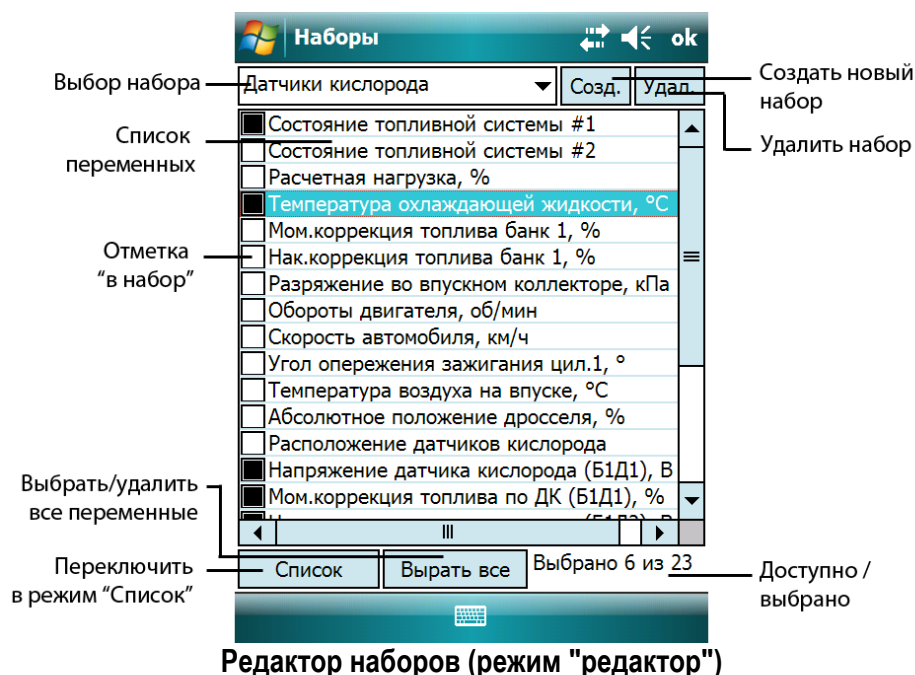 Наборы
ok
Выбор набора
Датчики кислорода
Созд.
Удал.
Создать новый
набор
Удалить набор
Список
переменных
Состояние топливной системы #1
Состояние топливной системы #2
Расчетная нагрузка, %
Температура охлаждающей жидкости, °C
Мом.коррекция топлива банк 1, %
Отметка
“в набор”
Нак.коррекция топлива банк 1, %
Разряжение во впускном коллекторе, кПа
Обороты двигателя, об/мин
Скорость автомобиля, км/ч
Угол опережения зажигания цил.1, °
Температура воздуха на впуске, °C
Абсолютное положение дросселя, %
Расположение датчиков кислорода
Напряжение датчика кислорода (Б1Д1), В
Мом.коррекция топлива по ДК (Б1Д1), %
Выбрать/удалить
все переменные
Переключить
в режим “Список”
Список
Вырать все
Выбрано 6 из 23
Доступно /
выбрано
Редактор наборов (режим "редактор")